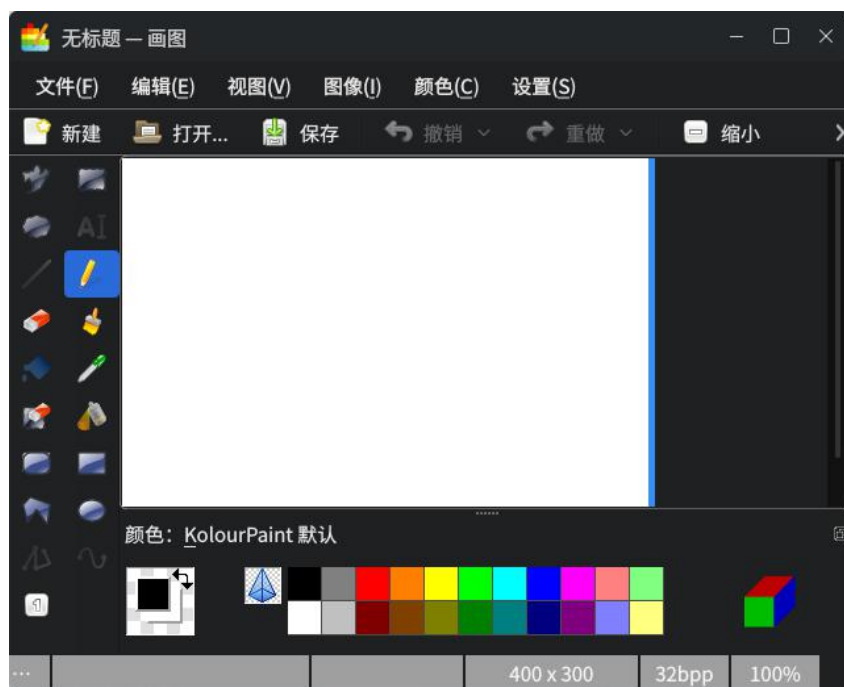 无标题 — 画图
文件(F) 编辑(E) 视图(V) 图像(I) 颜色(C) 设置(S)
新建 打开... 保存 撤销 重做 缩小
AI
颜色：KolourPaint 默认
... 400 x 300 32bpp 100%